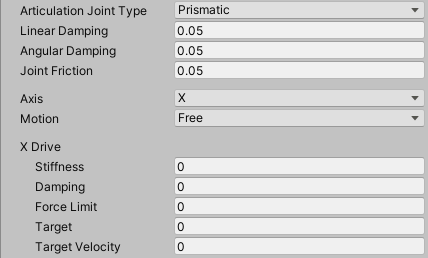 Articulation Joint Type Prismatic
Linear Damping 0.05
Angular Damping 0.05
Joint Friction 0.05
Axis X
Motion Free
X Drive
Stiffness 0
Damping 0
Force Limit 0
Target 0
Target Velocity 0